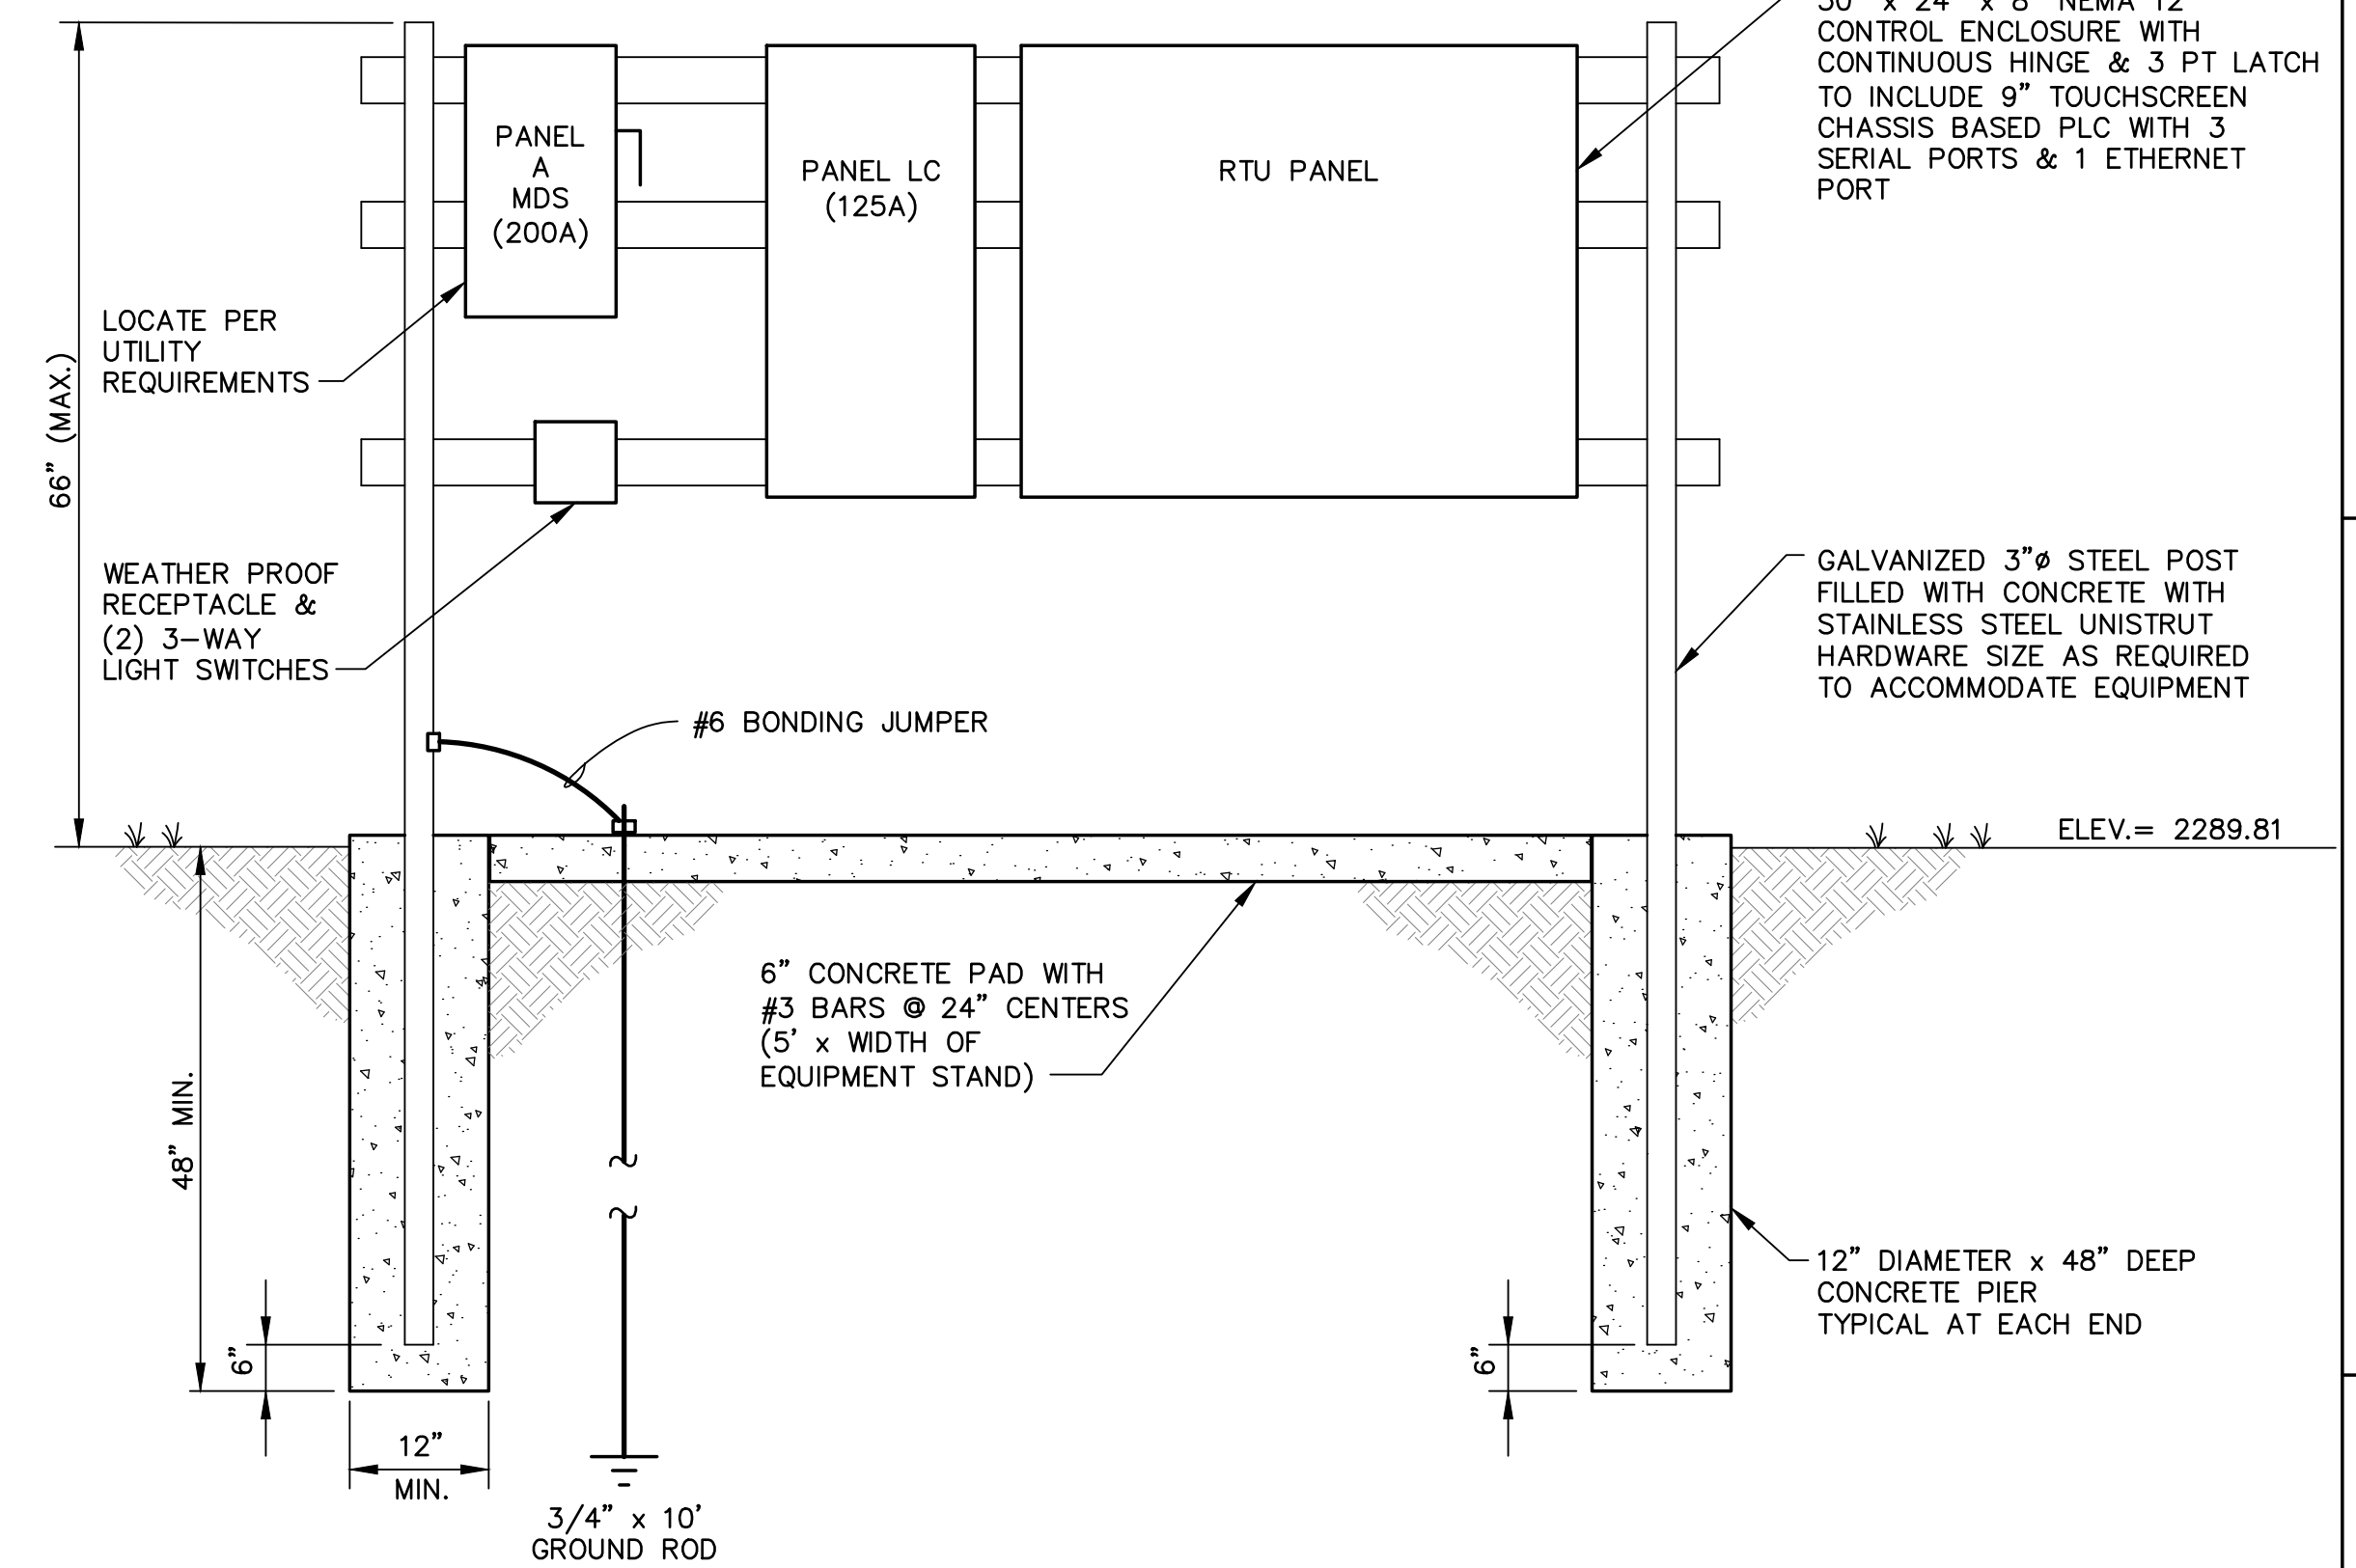 CONTROL ENCLOSURE WITH
CONTINUOUS HINGE & 3 PT LATCH
TO INCLUDE 9” TOUCHSCREEN
CHASSIS BASED PLC WITH 3
SERIAL PORTS & 1 ETHERNET
PORT
PANEL
A
MDS
(200A)
PANEL LC
(125A)
RTU PANEL
LOCATE PER
UTILITY
REQUIREMENTS
66” (MAX.)
WEATHER PROOF
RECEPTACLE &
(2) 3-WAY
LIGHT SWITCHES
GALVANIZED 3”ø STEEL POST
FILLED WITH CONCRETE WITH
STAINLESS STEEL UNISTRUT
HARDWARE SIZE AS REQUIRED
TO ACCOMMODATE EQUIPMENT
#6 BONDING JUMPER
ELEV.= 2289.81
6” CONCRETE PAD WITH
#3 BARS @ 24” CENTERS
(5’ x WIDTH OF
EQUIPMENT STAND)
48” MIN.
12” DIAMETER x 48” DEEP
CONCRETE PIER
TYPICAL AT EACH END
6”
6”
12”
MIN.
3/4” x 10’
GROUND ROD